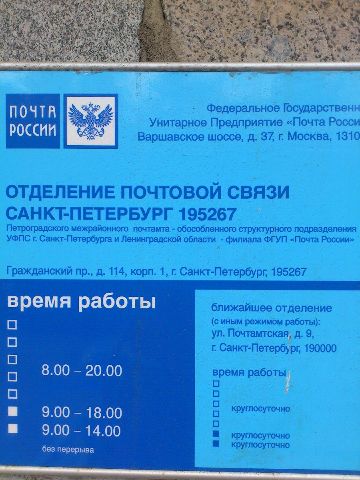 ПОЧТА
РОССИИ
Федеральное Государственн
Унитарное Предприятие «Почта Росси
Варшавское шоссе, д. 37, г. Москва, 1310
ОТДЕЛЕНИЕ ПОЧТОВОЙ СВЯЗИ
САНКТ-ПЕТЕРБУРГ 195267
Петроградского межрайонного почтамта - обособленного структурного подразделения
УФПС г. Санкт-Петербурга и Ленинградской области - филиала ФГУП «Почта России»
Гражданский пр., д. 114, корп. 1, г. Санкт-Петербург, 195267
время работы
8.00 – 20.00
9.00 – 18.00
9.00 – 14.00
без перерыва
ближайшее отделение
(с иным режимом работы):
ул. Почтамтская, д. 9,
г. Санкт-Петербург, 190000
время работы
круглосуточно
круглосуточно
круглосуточно